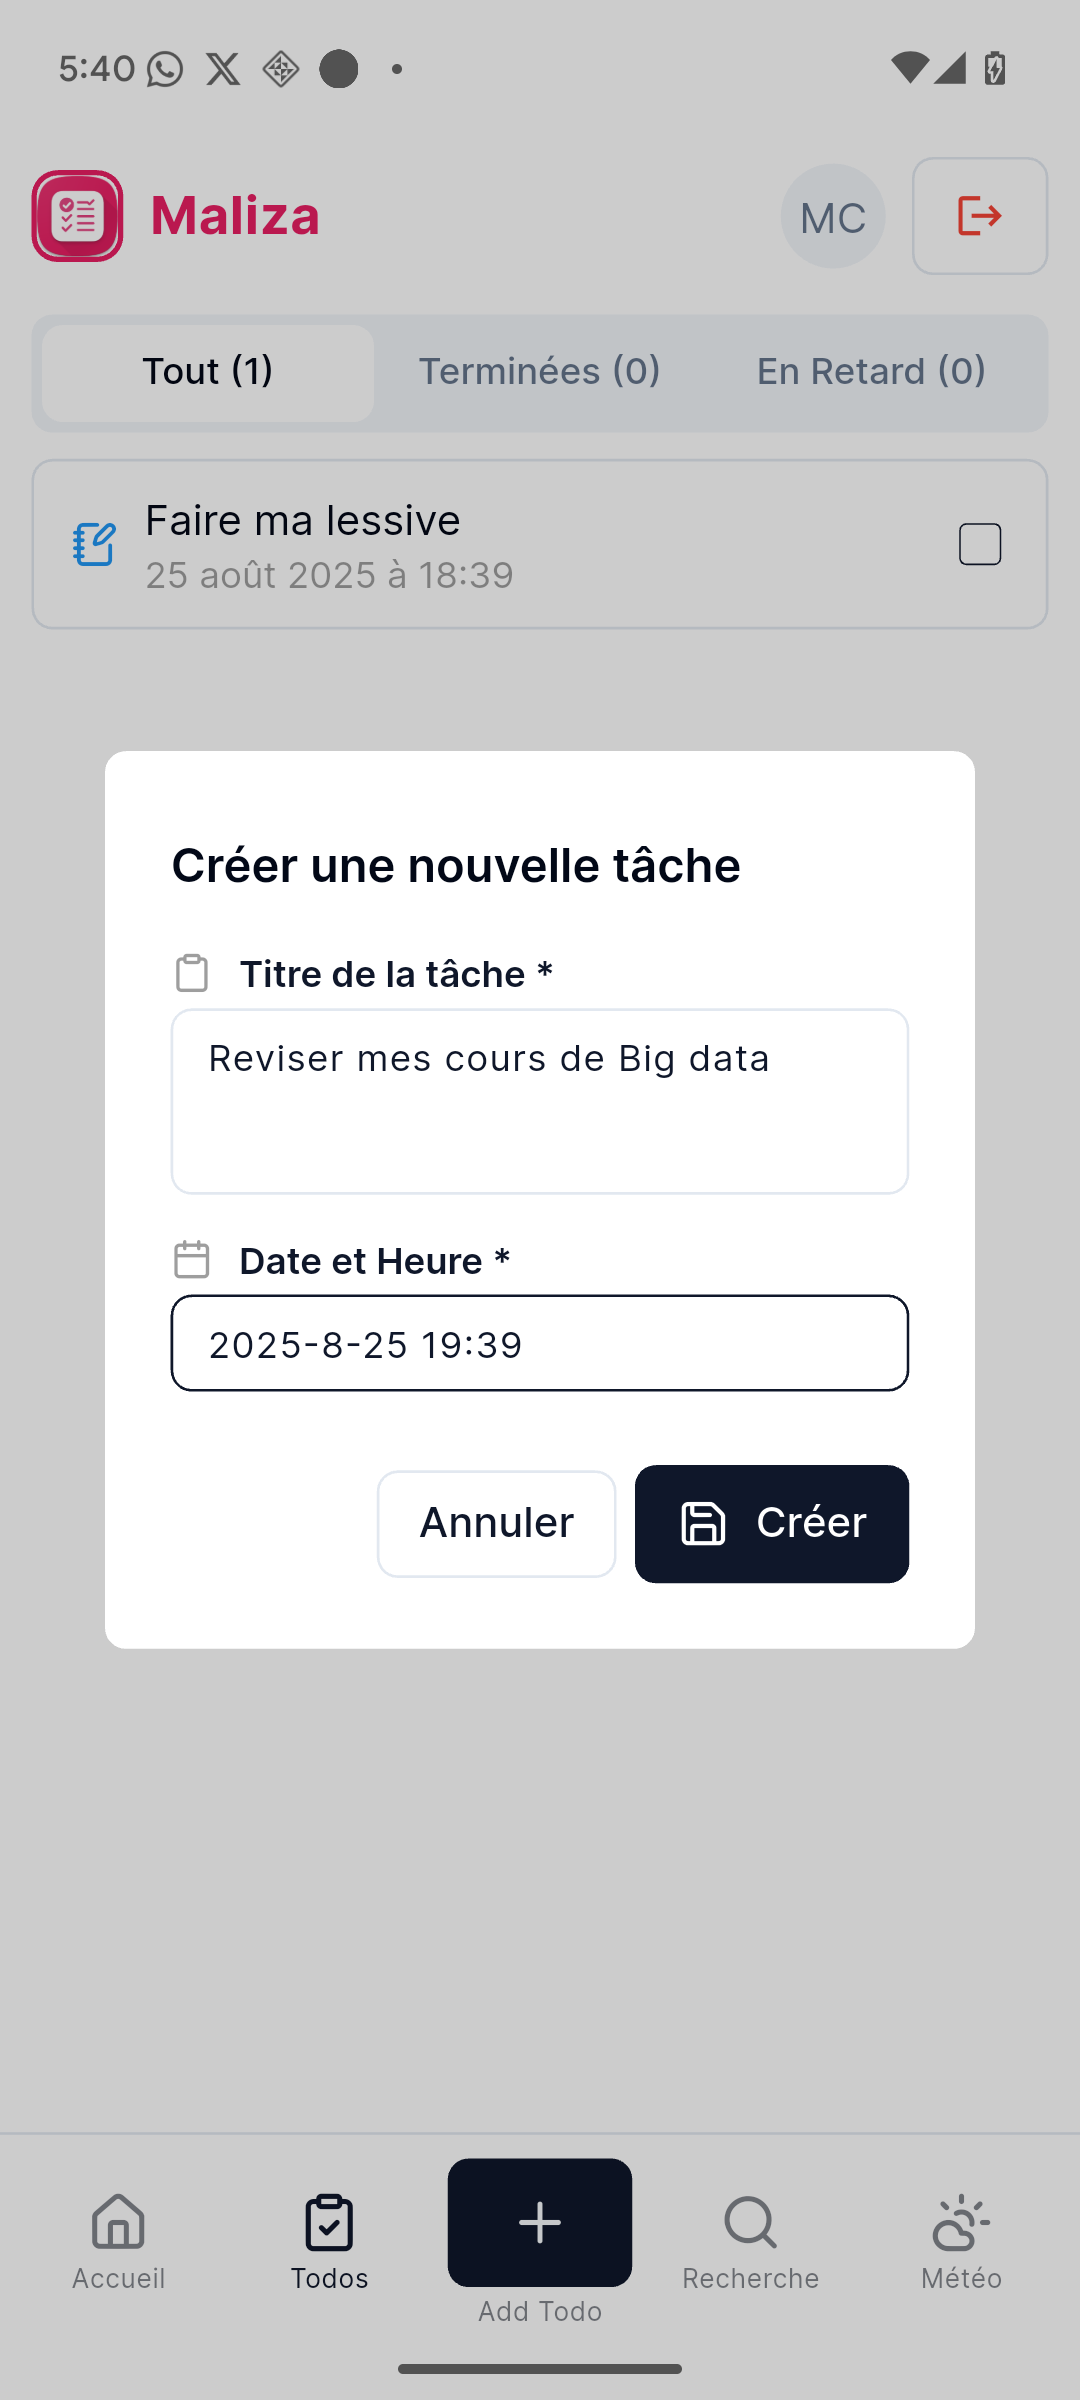 5:40
Maliza
MC
Tout (1)
Terminées (0)
En Retard (0)
Faire ma lessive
25 août 2025 à 18:39
Créer une nouvelle tâche
Titre de la tâche *
Reviser mes cours de Big data
Date et Heure *
2025-8-25 19:39
Annuler
Créer
Accueil
Todos
Add Todo
Recherche
Météo